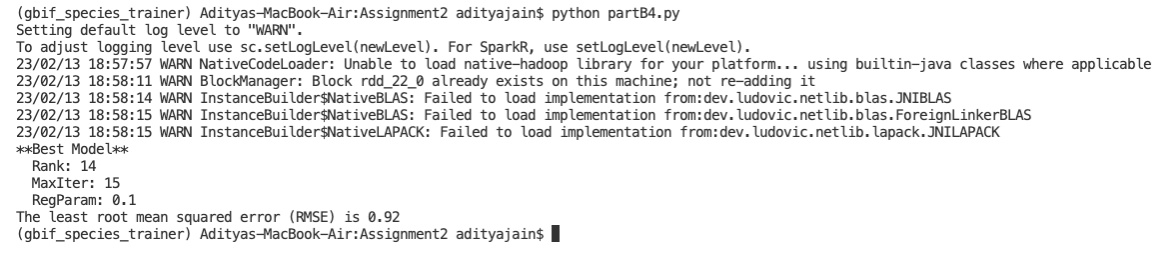 (gbif_species_trainer) Adityas-MacBook-Air:Assignment2 adityajain$ python partB4.py
Setting default log level to "WARN".
To adjust logging level use sc.setLogLevel(newLevel). For SparkR, use setLogLevel(newLevel).
23/02/13 18:57:57 WARN NativeCodeLoader: Unable to load native-hadoop library for your platform... using builtin-java classes where applicable
23/02/13 18:58:11 WARN BlockManager: Block rdd_22_0 already exists on this machine; not re-adding it
23/02/13 18:58:14 WARN InstanceBuilder$NativeBLAS: Failed to load implementation from:dev.ludovic.netlib.blas.JNIBLAS
23/02/13 18:58:15 WARN InstanceBuilder$NativeBLAS: Failed to load implementation from:dev.ludovic.netlib.blas.ForeignLinkerBLAS
23/02/13 18:58:15 WARN InstanceBuilder$NativeLAPACK: Failed to load implementation from:dev.ludovic.netlib.lapack.JNILAPACK
**Best Model**
  Rank: 14
  MaxIter: 15
  RegParam: 0.1
The least root mean squared error (RMSE) is 0.92
(gbif_species_trainer) Adityas-MacBook-Air:Assignment2 adityajain$